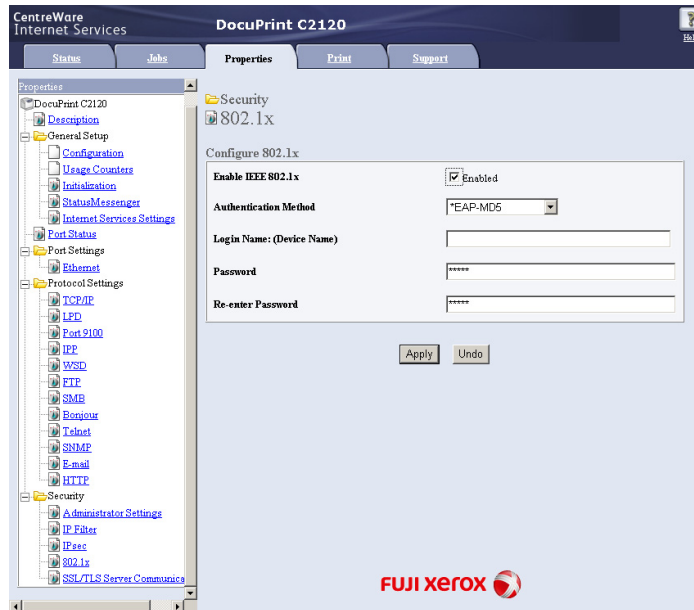 CentreWare
Internet Services
DocuPrint C2120
Status
Jobs
Properties
Print
Support
Properties
DocuPrint C2120
Description
General Setup
Configuration
Usage Counters
Initialization
StatusMessenger
Internet Services Settings
Port Status
Port Settings
Ethernet
Protocol Settings
TCP/IP
LPD
Port 9100
IPP
WSD
FTP
SMB
Bonjour
Telnet
SNMP
E-mail
HTTP
Security
Administrator Settings
IP Filter
IPsec
802.1x
SSL/TLS Server Communica
Security
802.1x
Configure 802.1x
Enable IEEE 802.1x
Enabled
Authentication Method
*EAP-MD5
Login Name: (Device Name)
Password
*****
Re-enter Password
*****
Apply
Undo
FUJI XEROX